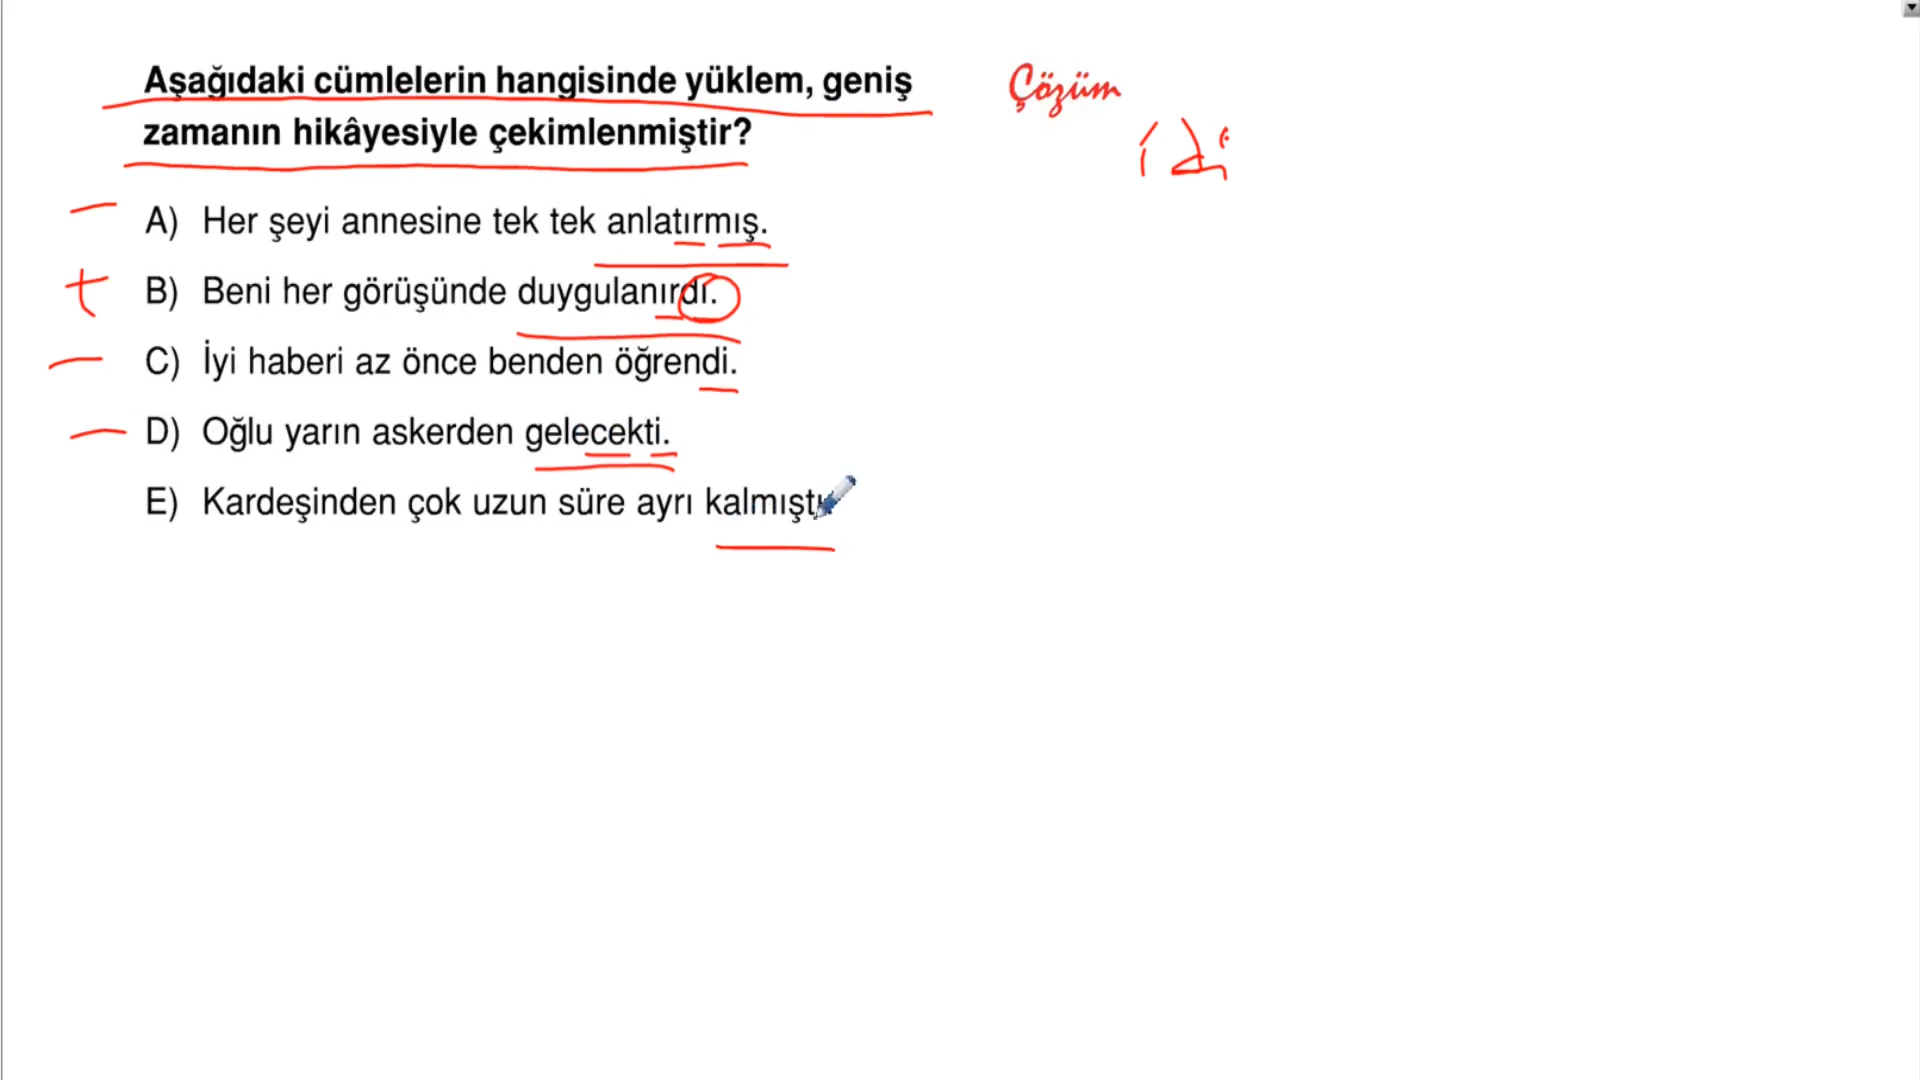 Aşağıdaki cümlelerin hangisinde yüklem, geniş
zamanın hikâyesiyle çekimlenmiştir?
Çözüm
idi
A) Her şeyi annesine tek tek anlatırmış.
B) Beni her görüşünde duygulanırdı.
C) İyi haberi az önce benden öğrendi.
D) Oğlu yarın askerden gelecekti.
E) Kardeşinden çok uzun süre ayrı